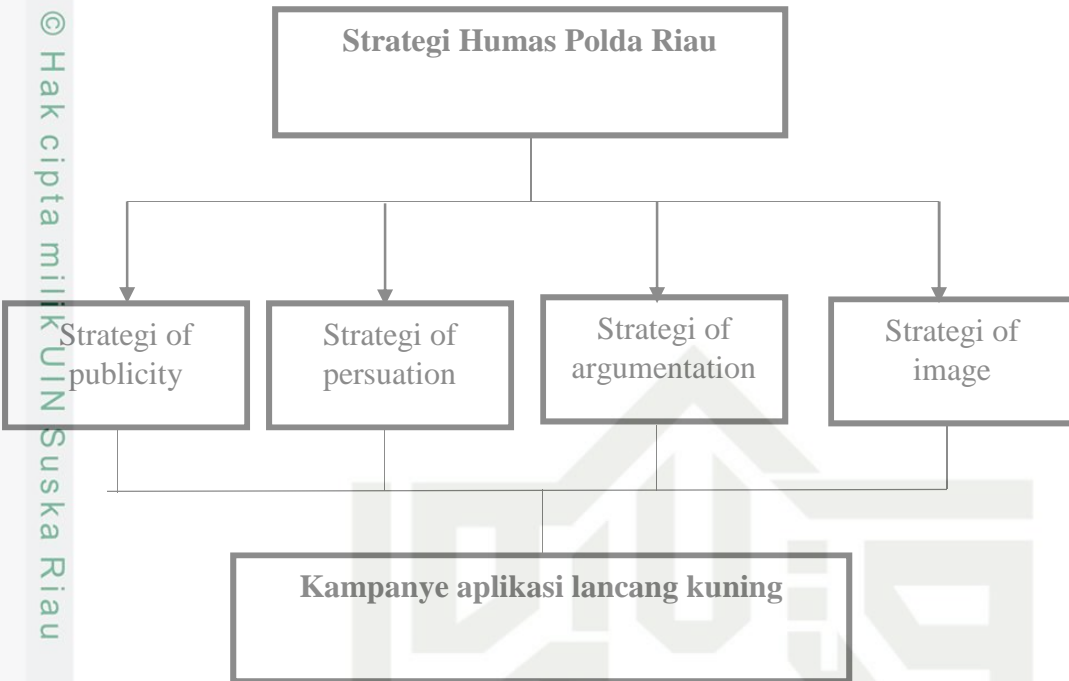 © Hak cipta milik UIN Suska Riau
Strategi Humas Polda Riau
Strategi of
publicity
Strategi of
persuation
Strategi of
argumentation
Strategi of
image
Kampanye aplikasi lancang kuning